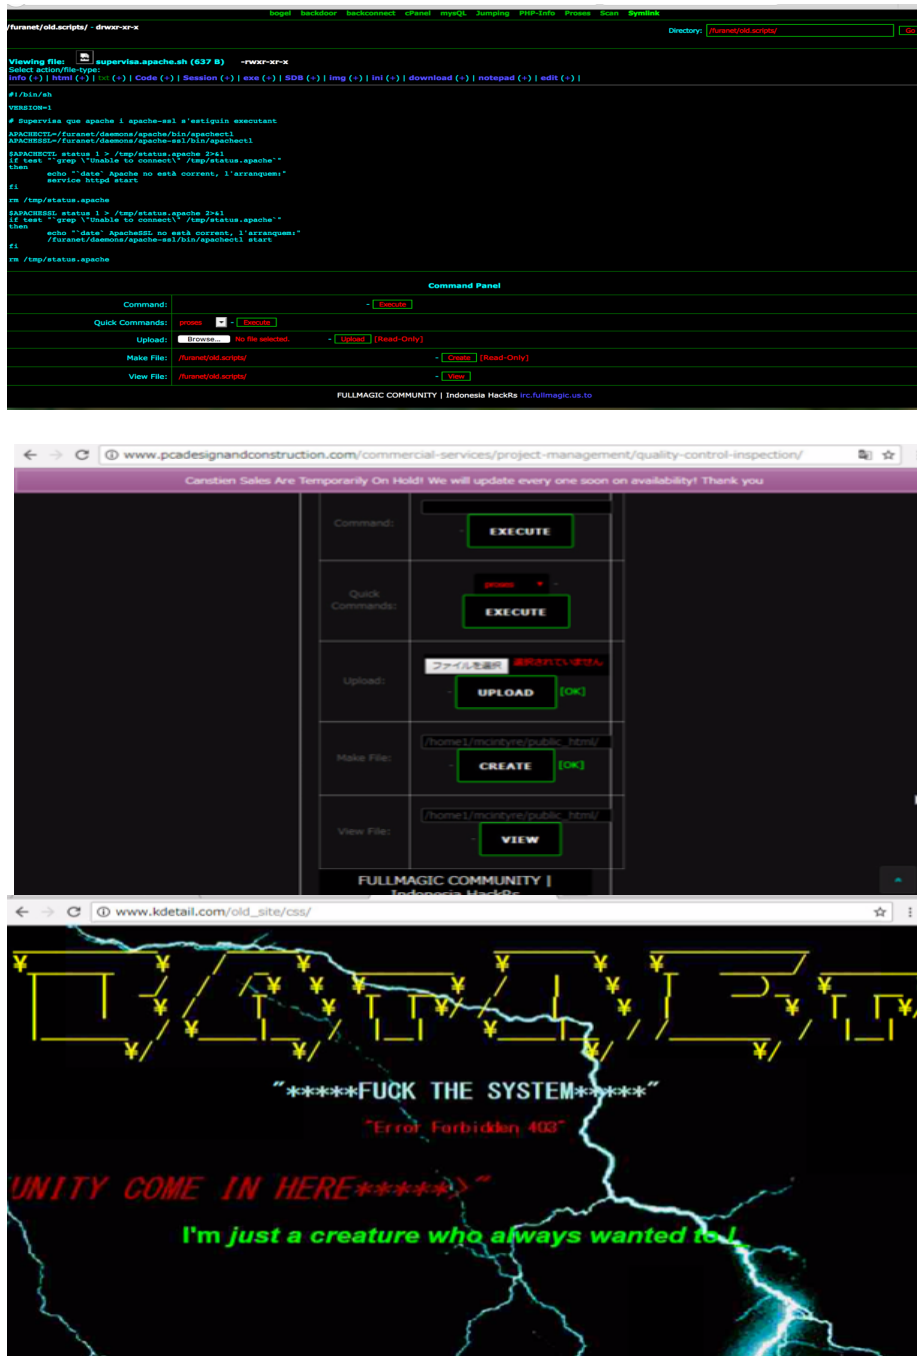 bogel backdoor backconnect cPanel mysQL Jumping PHP-Info Proses Scan Symlink
/furanet/old.scripts/ - drwxr-xr-x
Directory: /furanet/old.scripts/ Go
Viewing file: supervisa.apache.sh (637 B) -rwxr-xr-x
Select action/file-type:
info (+) | html (+) | txt (+) | Code (+) | Session (+) | exe (+) | SDB (+) | img (+) | ini (+) | download (+) | notepad (+) | edit (+) |
#!/bin/sh
VERSION=1
# Supervisa que apache i apache-ssl s'estiguin executant
APACHECTL=/furanet/daemons/apache/bin/apachectl
APACHESSL=/furanet/daemons/apache-ssl/bin/apachectl
$APACHECTL status 1 > /tmp/status.apache 2>&1
if test "`grep \"Unable to connect\" /tmp/status.apache`"
then
echo "`date` Apache no està corrent, l'arranquem:"
service httpd start
fi
rm /tmp/status.apache
$APACHESSL status 1 > /tmp/status.apache 2>&1
if test "`grep \"Unable to connect\" /tmp/status.apache`"
then
echo "`date` ApacheSSL no està corrent, l'arranquem:"
/furanet/daemons/apache-ssl/bin/apachectl start
fi
rm /tmp/status.apache
Command Panel
Command: - Execute
Quick Commands: proses - Execute
Upload: Browse... No file selected. - Upload [Read-Only]
Make File: /furanet/old.scripts/ - Create [Read-Only]
View File: /furanet/old.scripts/ - View
FULLMAGIC COMMUNITY | Indonesia HackRs irc.fullmagic.us.to
www.pcadesignandconstruction.com/commercial-services/project-management/quality-control-inspection/
Canstien Sales Are Temporarily On Hold! We will update every one soon on availability! Thank you
Command:
- EXECUTE
Quick Commands:
proses -
EXECUTE
Upload:
ファイルを選択 選択されていません
- UPLOAD [OK]
Make File:
/home1/mcintyre/public_html/
- CREATE [OK]
View File:
/home1/mcintyre/public_html/
- VIEW
FULLMAGIC COMMUNITY |
Indonesia HackRs
www.kdetail.com/old_site/css/
"*****FUCK THE SYSTEM*****"
"Error Forbidden 403"
UNITY COME IN HERE*****>"
I'm just a creature who always wanted to l_